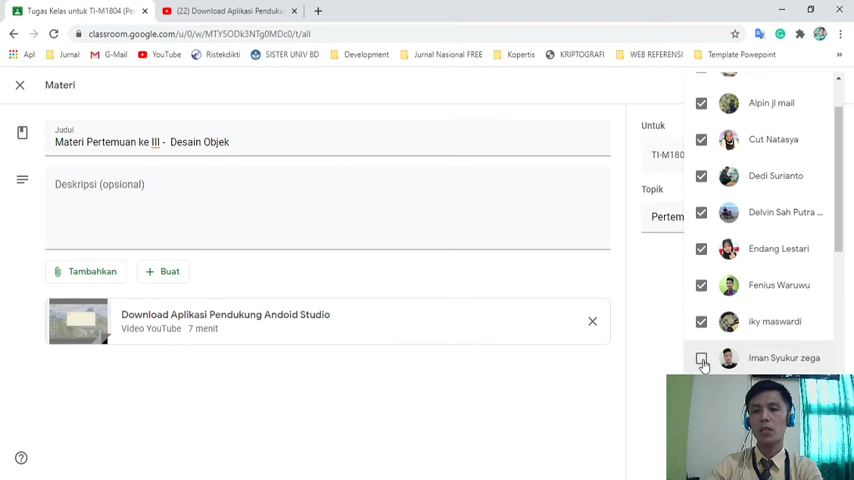 Tugas Kelas untuk TI-M1804 (Pe
(22) Download Aplikasi Penduku
classroom.google.com/u/0/w/MTY5ODk3NTg0MDc0/t/all
Apl
Jurnal
G-Mail
YouTube
Ristekdikti
SISTER UNIV BD
Development
Jurnal Nasional FREE
Kopertis
KRIPTOGRAFI
WEB REFERENSI
Template Powepoint
»
Materi
Judul
Materi Pertemuan ke III - Desain Objek
Deskripsi (opsional)
Tambahkan
Buat
Download Aplikasi Pendukung Andoid Studio
Video YouTube 7 menit
Untuk
TI-M180
Topik
Pertem
Alpin jl mail
Cut Natasya
Dedi Surianto
Delvin Sah Putra ...
Endang Lestari
Fenius Waruwu
iky maswardi
Iman Syukur zega